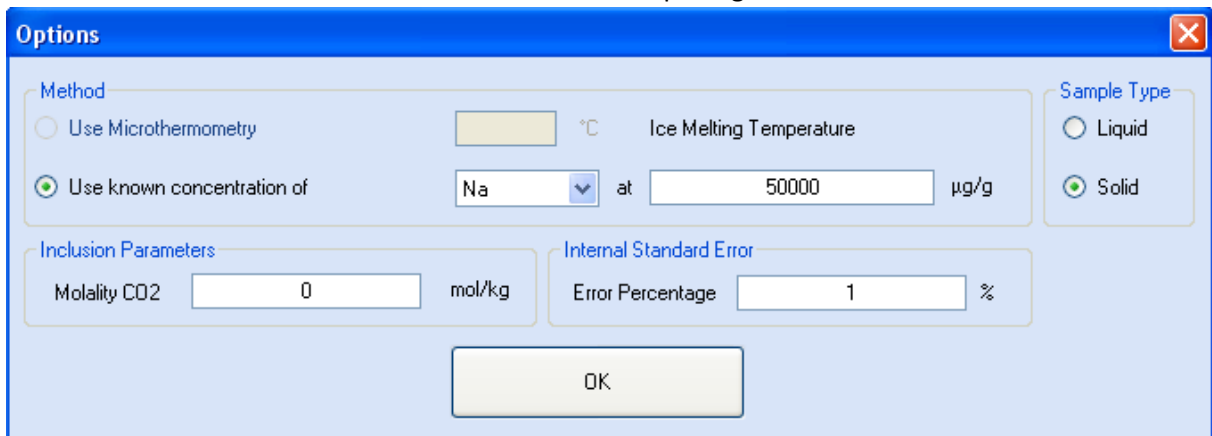 Options
Method
Sample Type
Use Microthermometry °C Ice Melting Temperature
Liquid
Use known concentration of Na at 50000 µg/g
Solid
Inclusion Parameters
Internal Standard Error
Molality CO2 0 mol/kg
Error Percentage 1 %
OK